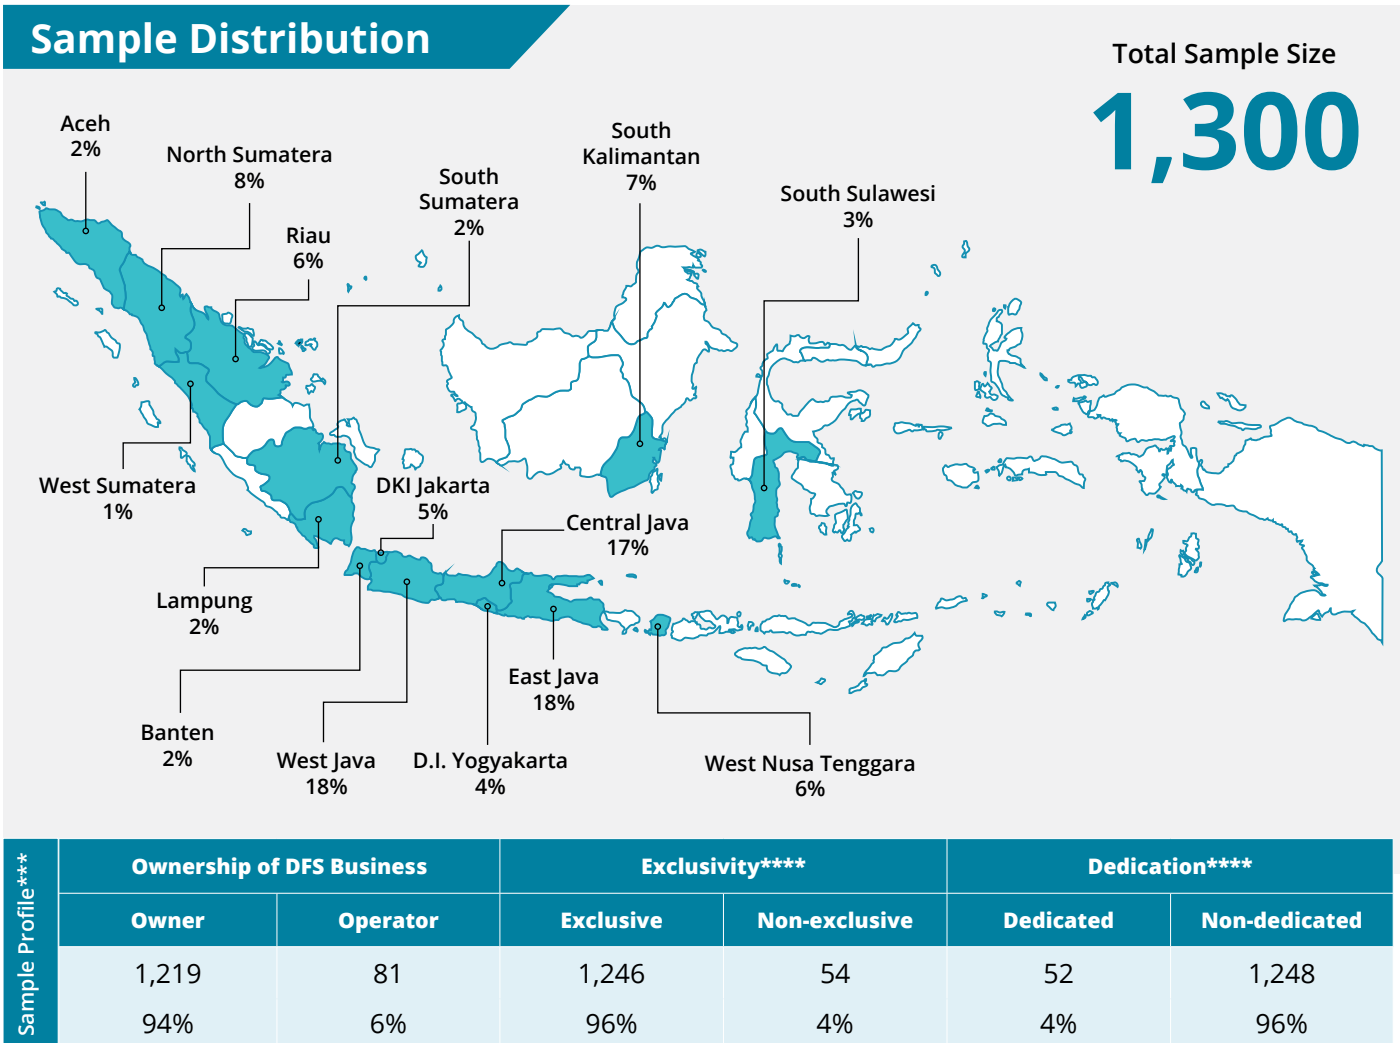 Sample Distribution
Total Sample Size
1,300
Aceh
2%
North Sumatera
8%
Riau
6%
South
Sumatera
2%
South
Kalimantan
7%
South Sulawesi
3%
West Sumatera
1%
DKI Jakarta
5%
Central Java
17%
Lampung
2%
Banten
2%
West Java
18%
D.I. Yogyakarta
4%
East Java
18%
West Nusa Tenggara
6%
Sample Profile***
Ownership of DFS Business
Exclusivity****
Dedication****
Owner
Operator
Exclusive
Non-exclusive
Dedicated
Non-dedicated
1,219
81
1,246
54
52
1,248
94%
6%
96%
4%
4%
96%